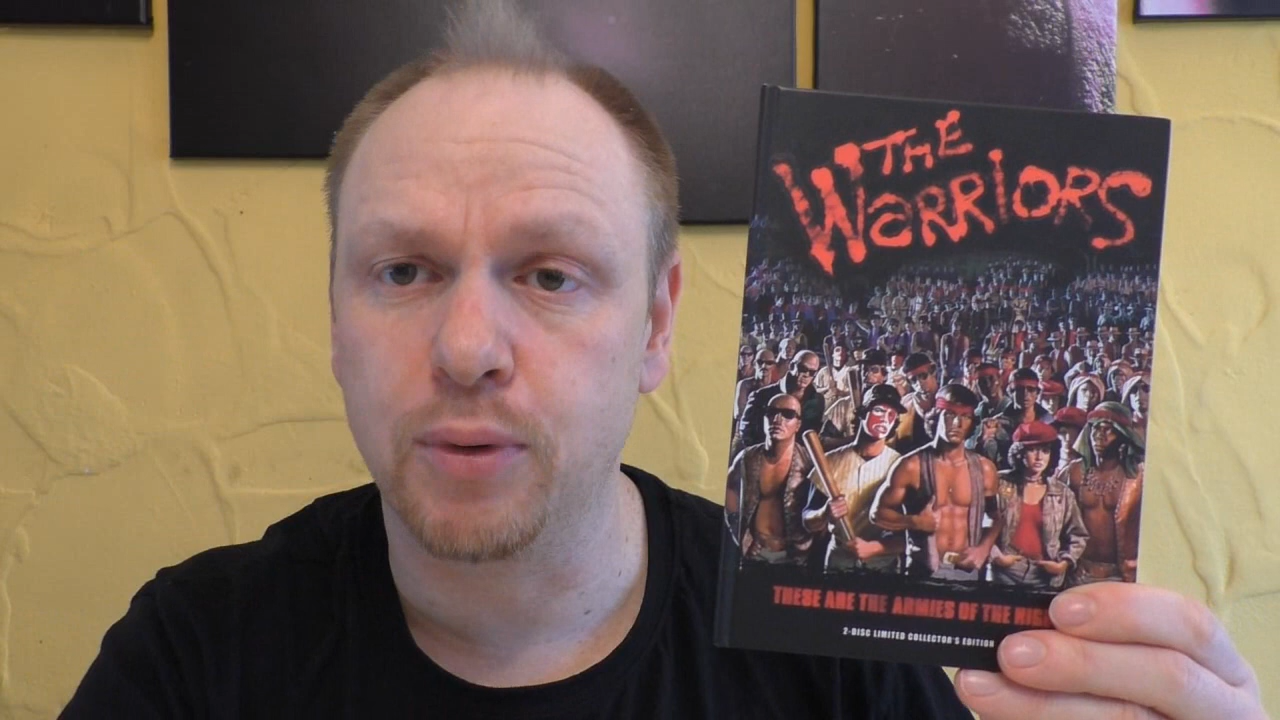 THE
WARRIORS
THESE ARE THE ARMIES OF THE
2-DISC LIMITED COLLECTOR'S EDITION